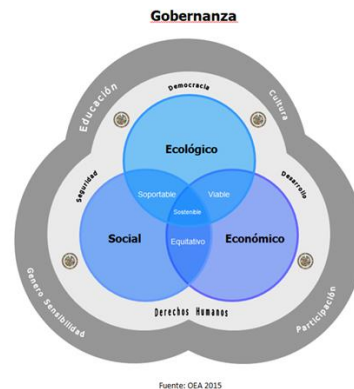 Gobernanza
Democracia
Educación
Cultura
Ecológico
Seguridad
Desarrollo
Soportable
Viable
Sostenible
Social
Equitativo
Económico
Genero Sensibilidad
Derechos Humanos
Participación
Fuente: OEA 2015